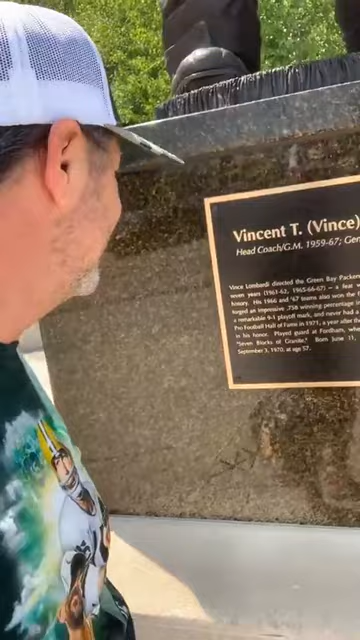 Vincent T. (Vince)
Head Coach/G.M. 1959-67; Gen
Vince Lombardi directed the Green Bay Packer
seven years (1961-62, 1965-66-67) — a feat
history. His 1966 and '67 teams also won the
forged an impressive .758 winning percentage
a remarkable 9-1 playoff mark, and never had a
Pro Football Hall of Fame in 1971, a year after the
in his honor. Played guard at Fordham,
"Seven Blocks of Granite." Born June 11,
September 3, 1970, at age 57.